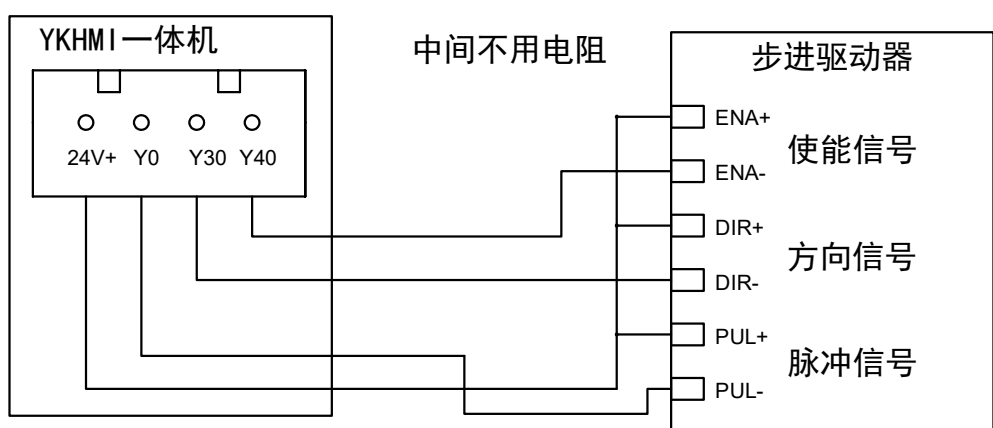 YKHMI一体机
24V+ Y0 Y30 Y40
中间不用电阻
步进驱动器
ENA+
使能信号
ENA-
DIR+
方向信号
DIR-
PUL+
脉冲信号
PUL-